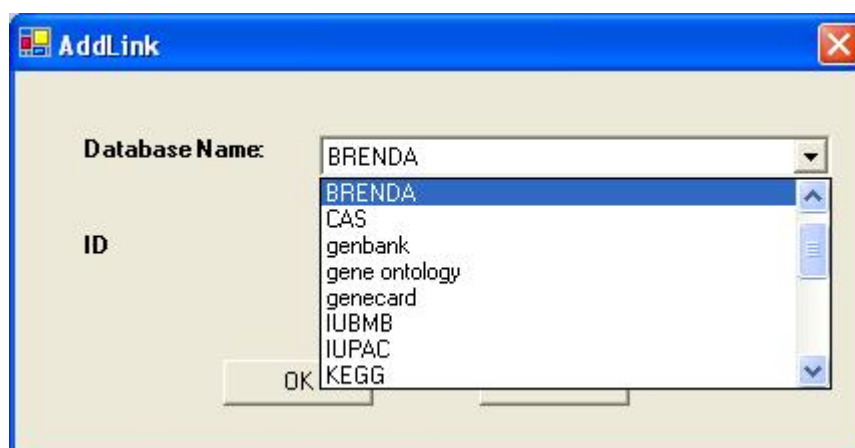 AddLink
Database Name:
BRENDA
BRENDA
CAS
genbank
gene ontology
genecard
IUBMB
IUPAC
KEGG
ID
OK